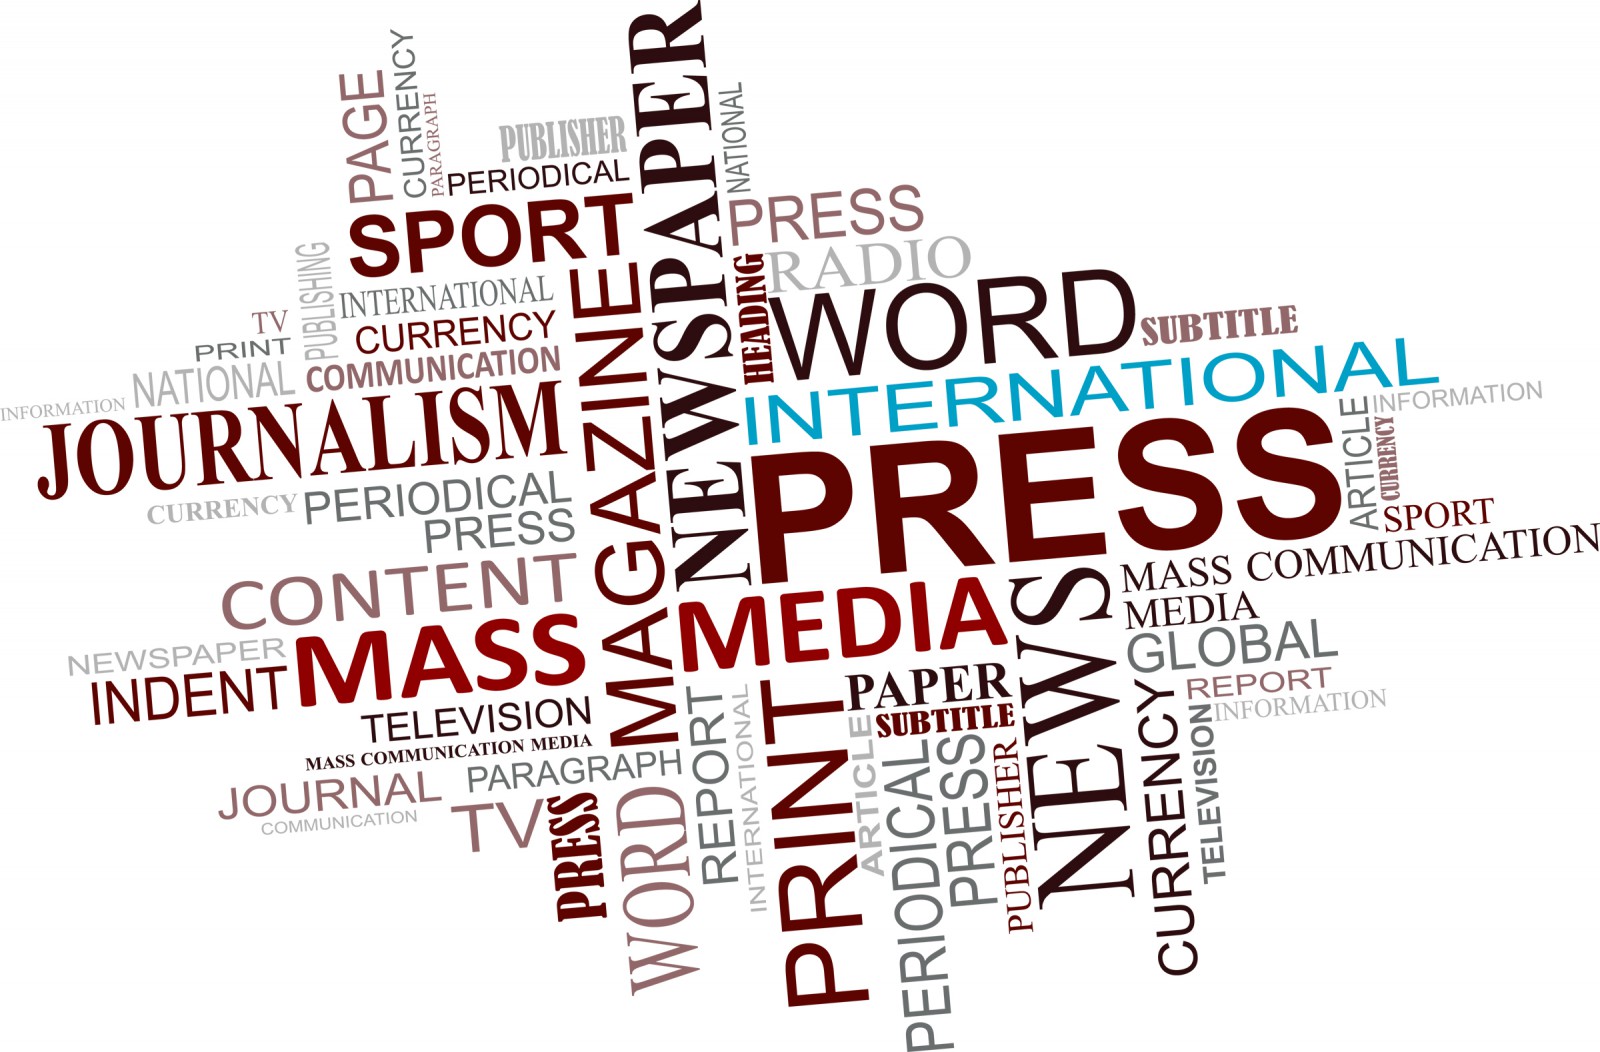 NEWSPAPER
PAGE
CURRENCY
PARAGRAPH
PUBLISHER
PERIODICAL
NATIONAL
SPORT
PRESS
RADIO
PUBLISHING
INTERNATIONAL
HEADING
WORD
SUBTITLE
TV
PRINT
CURRENCY
COMMUNICATION
NATIONAL
INFORMATION
JOURNALISM
MAGAZINE
INTERNATIONAL
INFORMATION
PRESS
ARTICLE
CURRENCY
SPORT
CURRENCY
PERIODICAL
PRESS
MASS COMMUNICATION
MEDIA
CONTENT
MASS
MEDIA
NEWS
GLOBAL
NEWSPAPER
INDENT
PAPER
SUBTITLE
REPORT
INFORMATION
TELEVISION
MASS COMMUNICATION MEDIA
PARAGRAPH
JOURNAL
COMMUNICATION
TV
PRESS
WORD
REPORT
INTERNATIONAL
PRINT
ARTICLE
PERIODICAL
PRESS
PUBLISHER
CURRENCY
TELEVISION